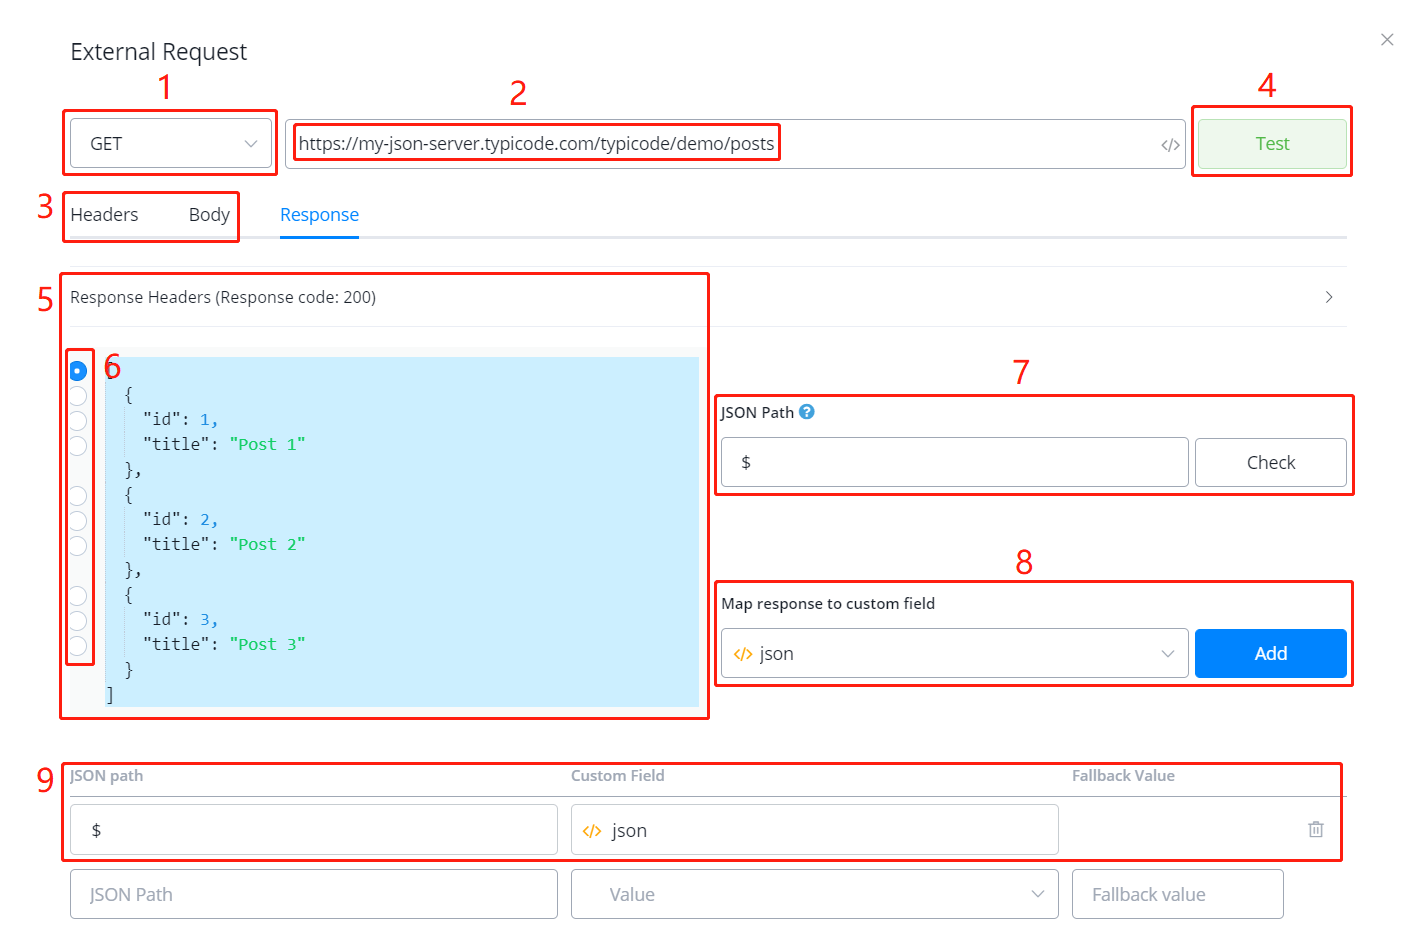 External Request
1
2
4
GET
https://my-json-server.typicode.com/typicode/demo/posts
</>
Test
3
Headers
Body
Response
5
Response Headers (Response code: 200)
6
[
{
"id": 1,
"title": "Post 1"
},
{
"id": 2,
"title": "Post 2"
},
{
"id": 3,
"title": "Post 3"
}
]
7
JSON Path ?
$
Check
8
Map response to custom field
</> json
Add
9
JSON path
Custom Field
Fallback Value
$
</> json
JSON Path
Value
Fallback value